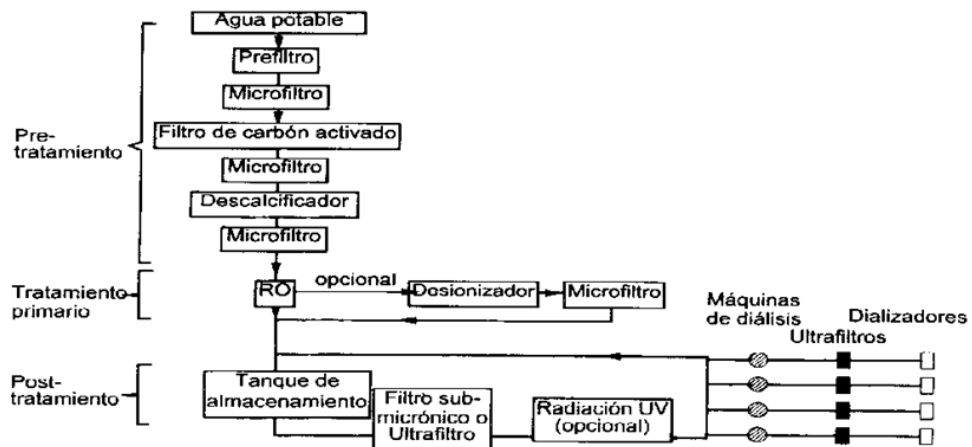 Agua potable
Prefiltro
Microfiltro
Filtro de carbón activado
Microfiltro
Descalcificador
Microfiltro
Pre-
tratamiento
RO
opcional
Desionizador
Microfiltro
Tratamiento
primario
Máquinas
de diálisis
Ultrafiltros
Dializadores
Post-
tratamiento
Tanque de
almacenamiento
Filtro sub-
micrónico o
Ultrafiltro
Radiación UV
(opcional)